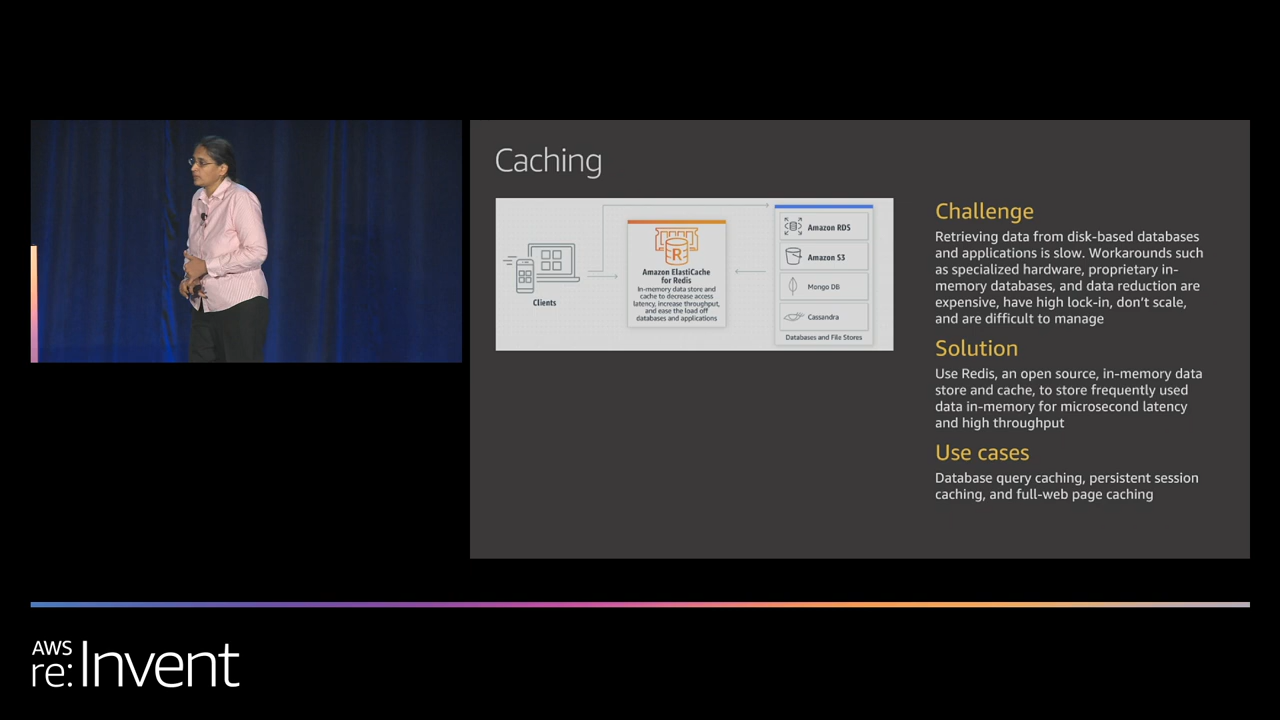 Caching
Clients
Amazon ElastiCache
for Redis
In-memory data store and
cache to decrease access
latency, increase throughput,
and ease the load off
databases and applications
Amazon RDS
Amazon S3
Mongo DB
Cassandra
Databases and File Stores
Challenge
Retrieving data from disk-based databases
and applications is slow. Workarounds such
as specialized hardware, proprietary in-
memory databases, and data reduction are
expensive, have high lock-in, don't scale,
and are difficult to manage
Solution
Use Redis, an open source, in-memory data
store and cache, to store frequently used
data in-memory for microsecond latency
and high throughput
Use cases
Database query caching, persistent session
caching, and full-web page caching
AWS
re:Invent